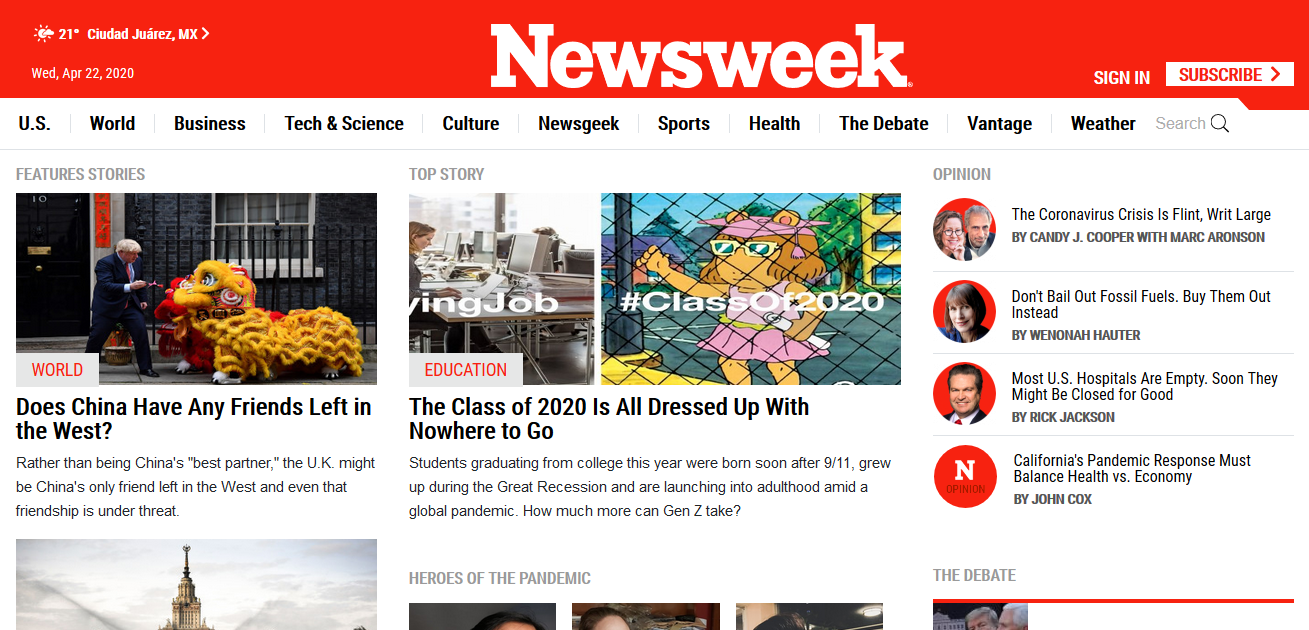 21° Ciudad Juárez, MX
Wed, Apr 22, 2020
Newsweek
SIGN IN
SUBSCRIBE
U.S.
World
Business
Tech & Science
Culture
Newsgeek
Sports
Health
The Debate
Vantage
Weather
Search
FEATURES STORIES
10
WORLD
Does China Have Any Friends Left in
the West?
Rather than being China's "best partner," the U.K. might
be China's only friend left in the West and even that
friendship is under threat.
TOP STORY
vingJob
#ClassOf2020
EDUCATION
The Class of 2020 Is All Dressed Up With
Nowhere to Go
Students graduating from college this year were born soon after 9/11, grew
up during the Great Recession and are launching into adulthood amid a
global pandemic. How much more can Gen Z take?
HEROES OF THE PANDEMIC
OPINION
The Coronavirus Crisis Is Flint, Writ Large
BY CANDY J. COOPER WITH MARC ARONSON
Don't Bail Out Fossil Fuels. Buy Them Out
Instead
BY WENONAH HAUTER
Most U.S. Hospitals Are Empty. Soon They
Might Be Closed for Good
BY RICK JACKSON
N
OPINION
California's Pandemic Response Must
Balance Health vs. Economy
BY JOHN COX
THE DEBATE